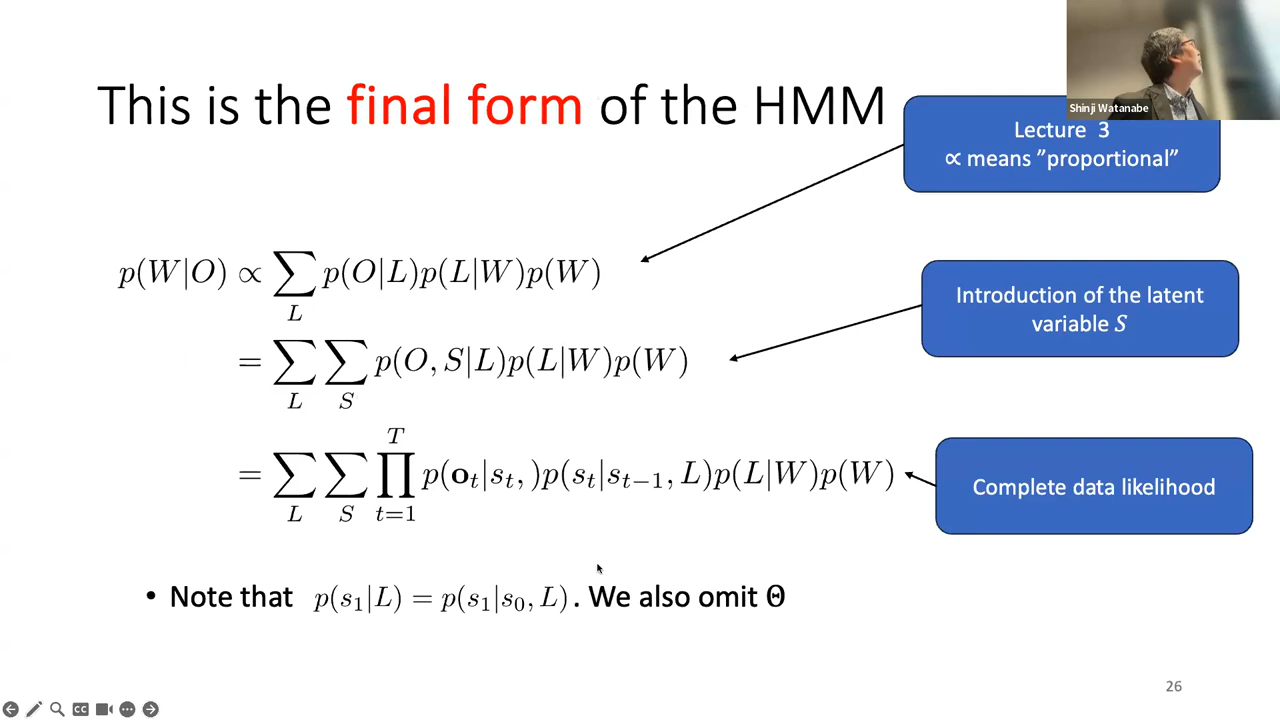 This is the final form of the HMM
Shinji Watanabe
Lecture 3
∝ means ”proportional”
p(W|O) ∝ ∑_L p(O|L)p(L|W)p(W)
Introduction of the latent
variable S
= ∑_L ∑_S p(O, S|L)p(L|W)p(W)
= ∑_L ∑_S ∏_{t=1}^{T} p(𝐨_t|s_t, )p(s_t|s_{t−1}, L)p(L|W)p(W)
Complete data likelihood
• Note that p(s_1|L) = p(s_1|s_0, L). We also omit Θ
26
CC